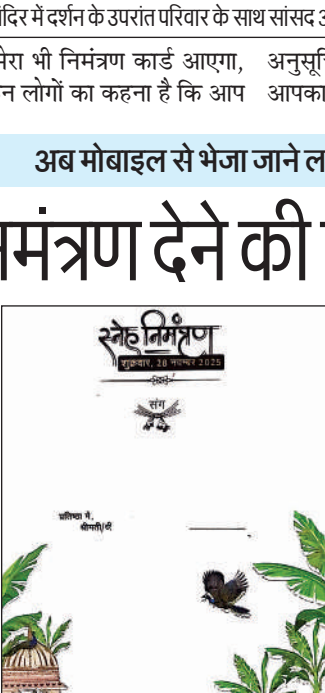 मंदिर में दर्शन के उपरांत परिवार के साथ सांसद
मेरा भी निमंत्रण कार्ड आएगा,
न लोगों का कहना है कि आप
अनुसूचि
आपका
अब मोबाइल से भेजा जाने ल
निमंत्रण देने की
स्नेह निमंत्रण
शुक्रवार, 28 नवम्बर 2025
संग
प्रतिष्ठा में,
श्रीमती/श्री